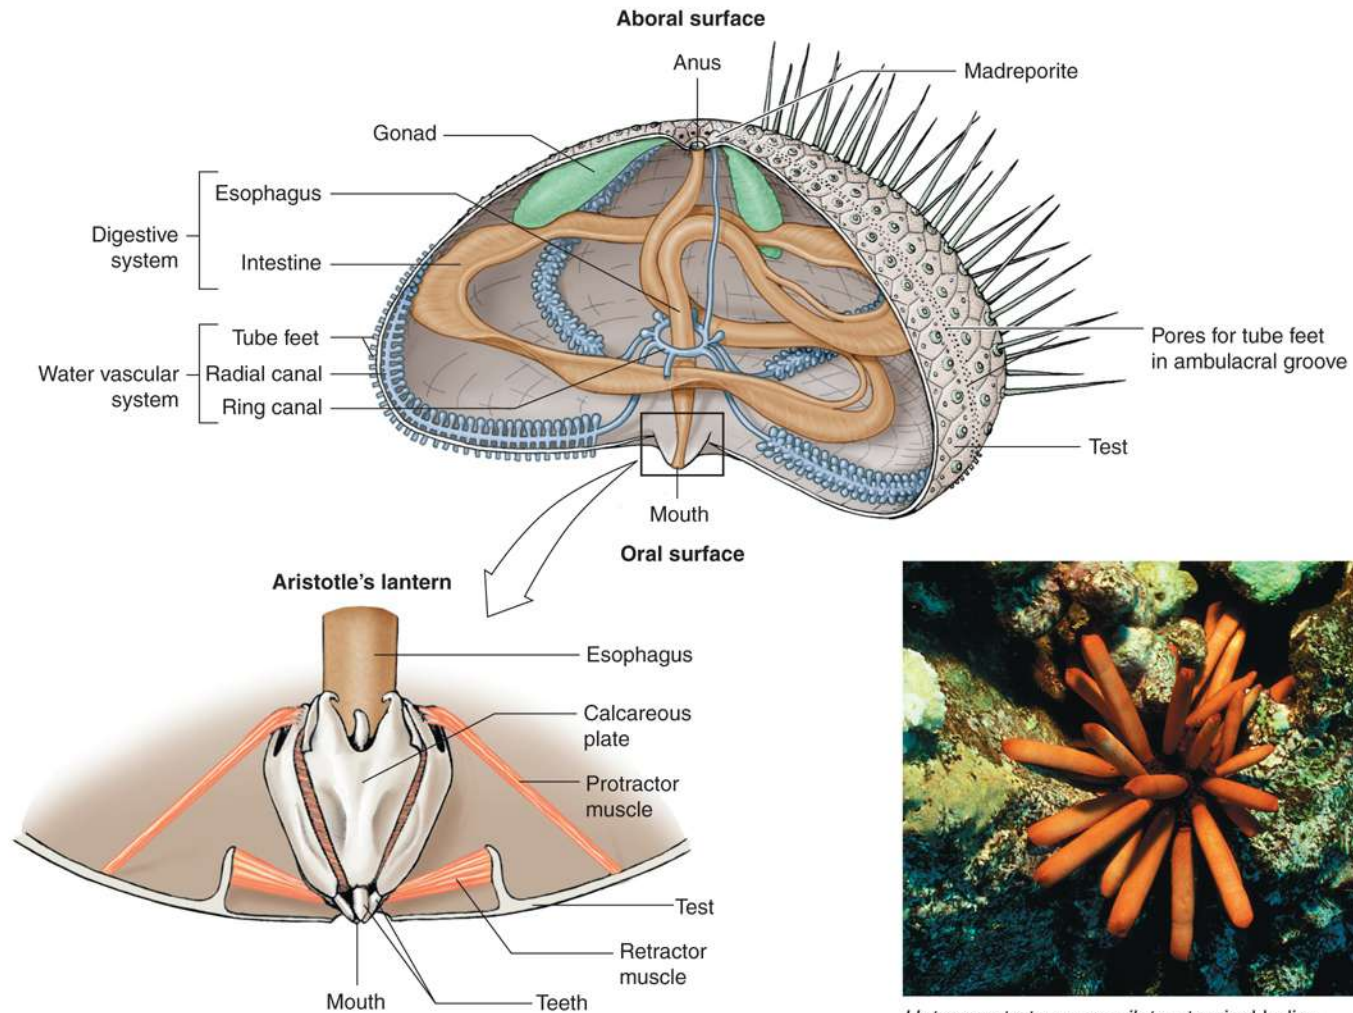 Aboral surface
Anus
Madreporite
Gonad
Esophagus
Digestive
system
Intestine
Tube feet
Water vascular
system
Radial canal
Ring canal
Pores for tube feet
in ambulacral groove
Test
Mouth
Oral surface
Aristotle's lantern
Esophagus
Calcareous
plate
Protractor
muscle
Test
Retractor
muscle
Mouth
Teeth